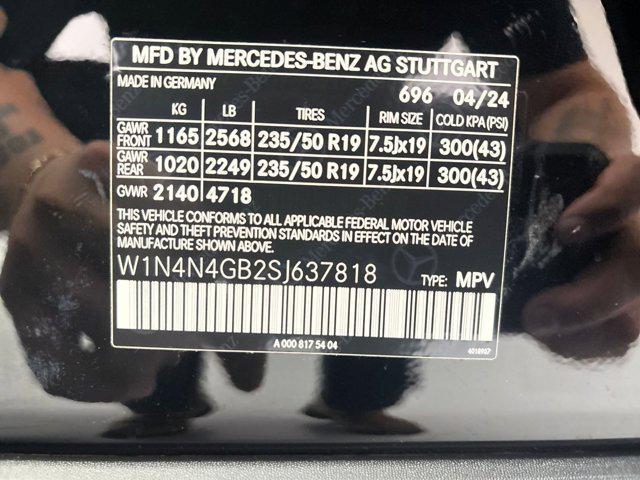 MFD BY MERCEDES-BENZ AG STUTTGART
MADE IN GERMANY 696 04/24
KG LB TIRES RIM SIZE COLD KPA(PSI)
GAWR FRONT 1165 2568 235/50 R19 7.5Jx19 300(43)
GAWR REAR 1020 2249 235/50 R19 7.5Jx19 300(43)
GVWR 2140 4718
THIS VEHICLE CONFORMS TO ALL APPLICABLE FEDERAL MOTOR VEHICLE
SAFETY AND THEFT PREVENTION STANDARDS IN EFFECT ON THE DATE
OF MANUFACTURE SHOWN ABOVE.
W1N4N4GB2SJ637818 TYPE: MPV
A 000 817 54 04